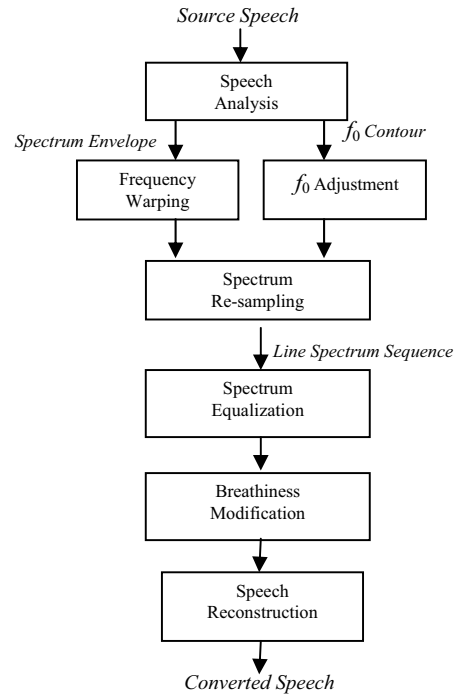 Source Speech
Speech
Analysis
Spectrum Envelope
f0 Contour
Frequency
Warping
f0 Adjustment
Spectrum
Re-sampling
Line Spectrum Sequence
Spectrum
Equalization
Breathiness
Modification
Speech
Reconstruction
Converted Speech